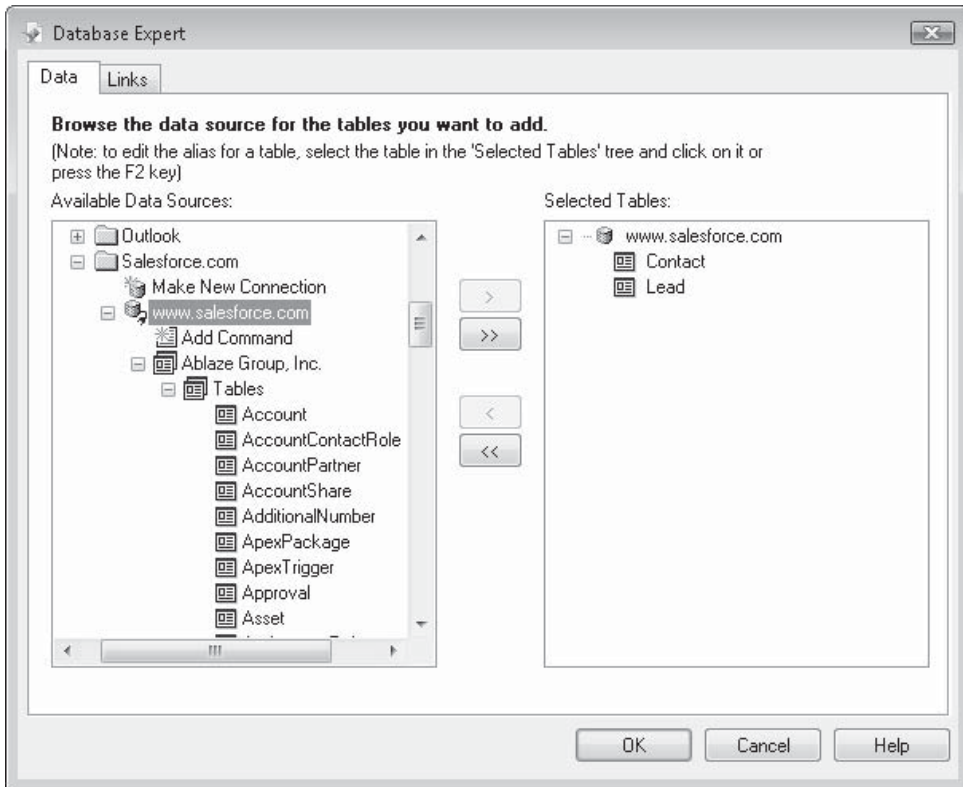 Database Expert
Data
Links
Browse the data source for the tables you want to add.
(Note: to edit the alias for a table, select the table in the 'Selected Tables' tree and click on it or
press the F2 key)
Available Data Sources:
Outlook
Salesforce.com
Make New Connection
www.salesforce.com
Add Command
Ablaze Group, Inc.
Tables
Account
AccountContactRole
AccountPartner
AccountShare
AdditionalNumber
ApexPackage
ApexTrigger
Approval
Asset
>
>>
<
<<
Selected Tables:
www.salesforce.com
Contact
Lead
OK
Cancel
Help